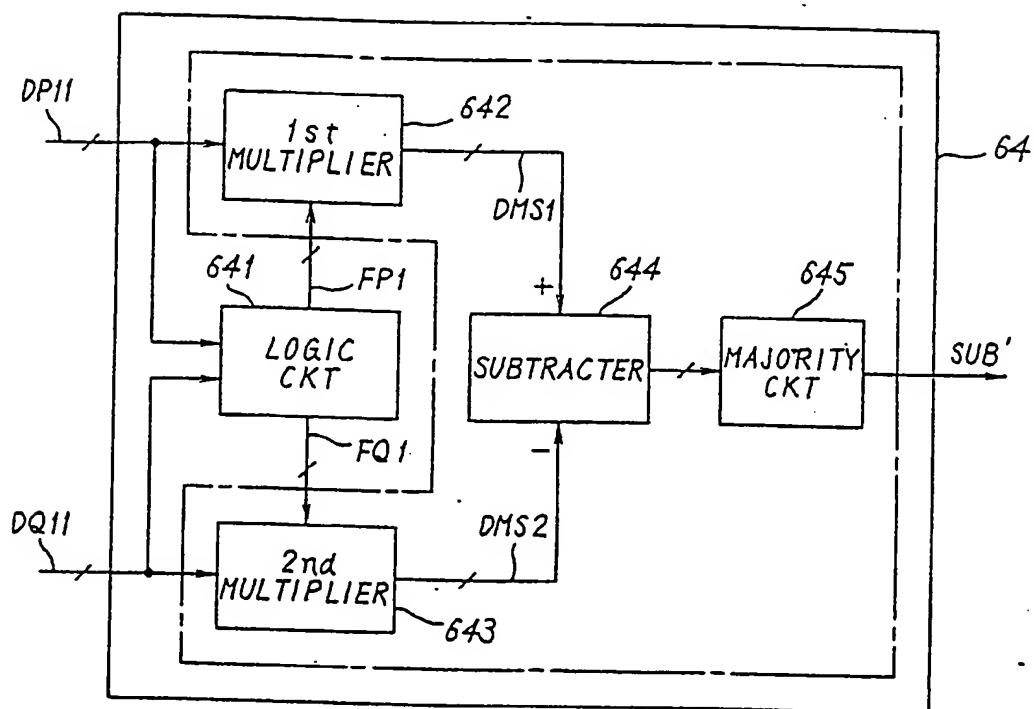 DP11
1st
MULTIPLIER
642
64
DMS1
641
FP1
+
644
645
LOGIC
CKT
SUBTRACTER
MAJORITY
CKT
SUB'
FQ1
-
DQ11
DMS2
2nd
MULTIPLIER
643